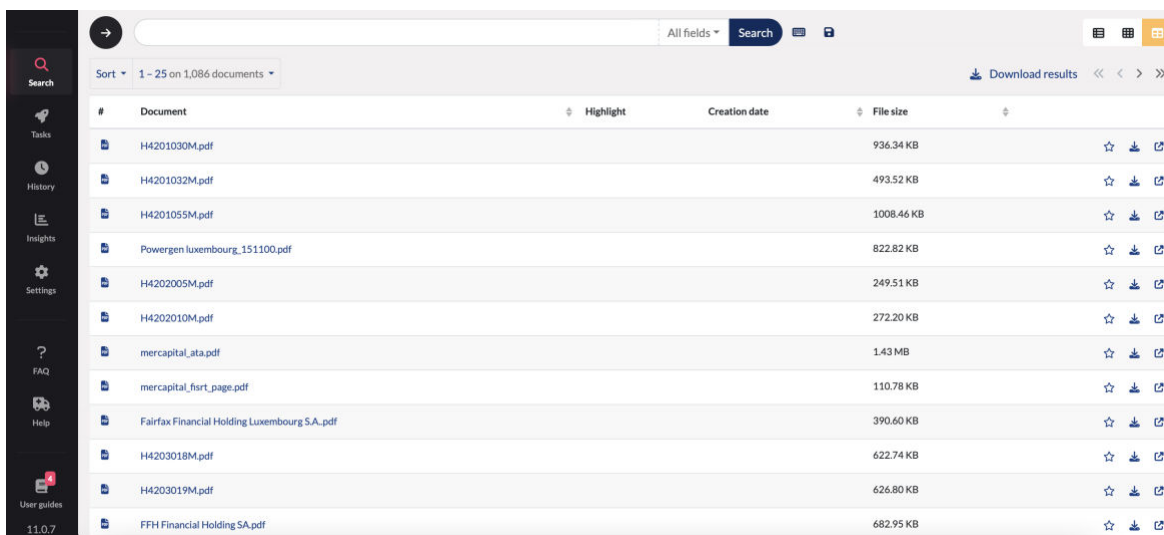 All fields
Search
Search
Tasks
History
Insights
Settings
FAQ
Help
4
User guides
11.0.7
Sort
1 – 25 on 1,086 documents
Download results
# Document Highlight Creation date File size
H4201030M.pdf 936.34 KB
H4201032M.pdf 493.52 KB
H4201055M.pdf 1008.46 KB
Powergen luxembourg_151100.pdf 822.82 KB
H4202005M.pdf 249.51 KB
H4202010M.pdf 272.20 KB
mercapital_ata.pdf 1.43 MB
mercapital_fisrt_page.pdf 110.78 KB
Fairfax Financial Holding Luxembourg S.A..pdf 390.60 KB
H4203018M.pdf 622.74 KB
H4203019M.pdf 626.80 KB
FFH Financial Holding SA.pdf 682.95 KB